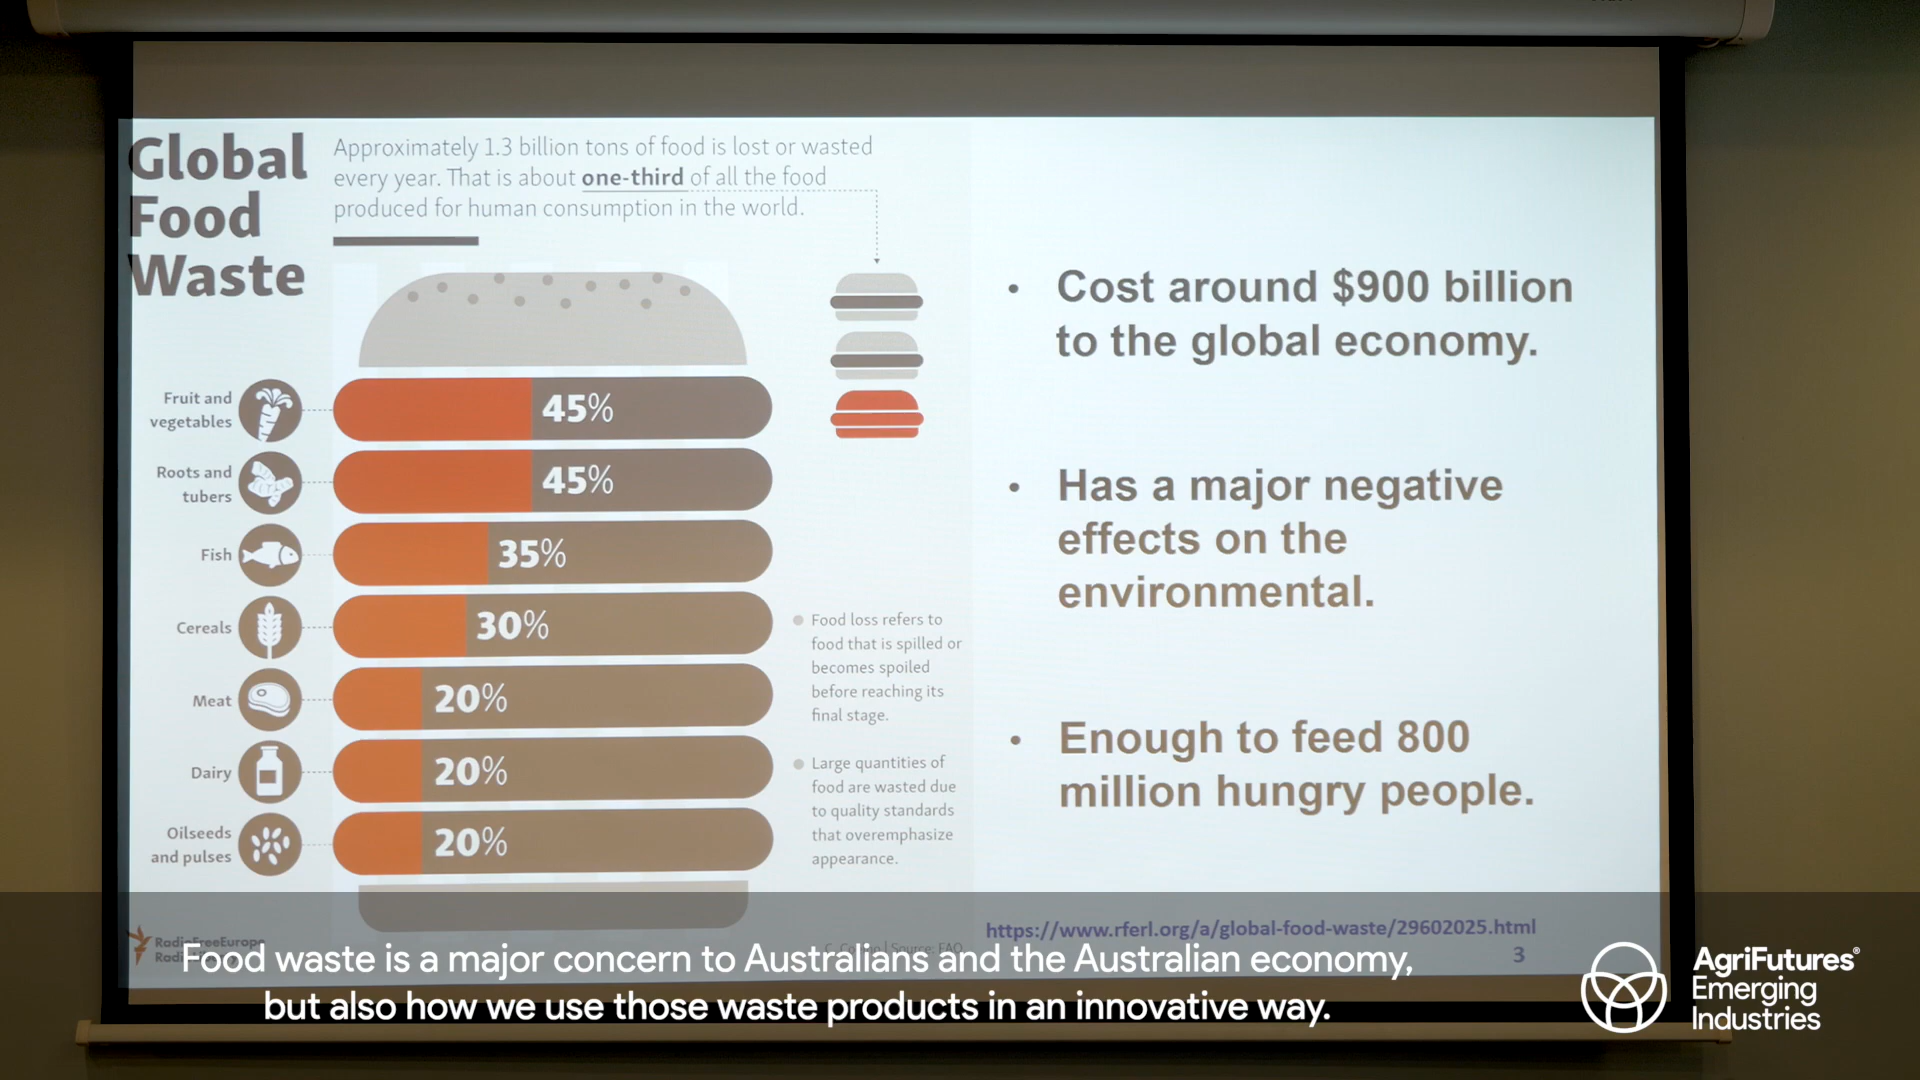 Global
Food
Waste
Approximately 1.3 billion tons of food is lost or wasted
every year. That is about one-third of all the food
produced for human consumption in the world.
Fruit and
vegetables
45%
Roots and
tubers
45%
Fish
35%
Cereals
30%
Meat
20%
Dairy
20%
Oilseeds
and pulses
20%
Food loss refers to
food that is spilled or
becomes spoiled
before reaching its
final stage.
Large quantities of
food are wasted due
to quality standards
that overemphasize
appearance.
• Cost around $900 billion
to the global economy.
• Has a major negative
effects on the
environmental.
• Enough to feed 800
million hungry people.
https://www.rferl.org/a/global-food-waste/29602025.html
3
RadioFreeEurope
Source: FAO
Food waste is a major concern to Australians and the Australian economy,
but also how we use those waste products in an innovative way.
AgriFutures®
Emerging
Industries